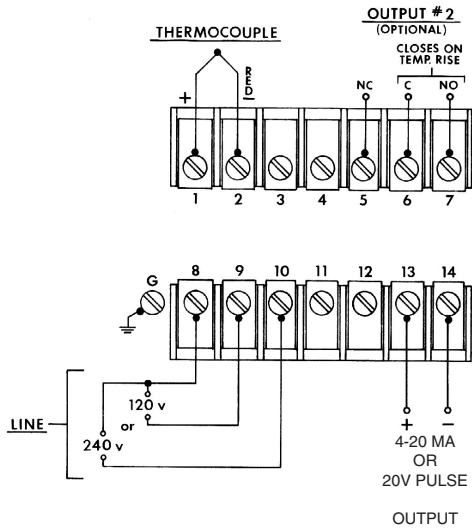 OUTPUT #2
(OPTIONAL)
THERMOCOUPLE
CLOSES ON
TEMP. RISE
+ RED −
NC C NO
1 2 3 4 5 6 7
G 8 9 10 11 12 13 14
120 v
or
LINE
240 v
+ −
4-20 MA
OR
20V PULSE
OUTPUT